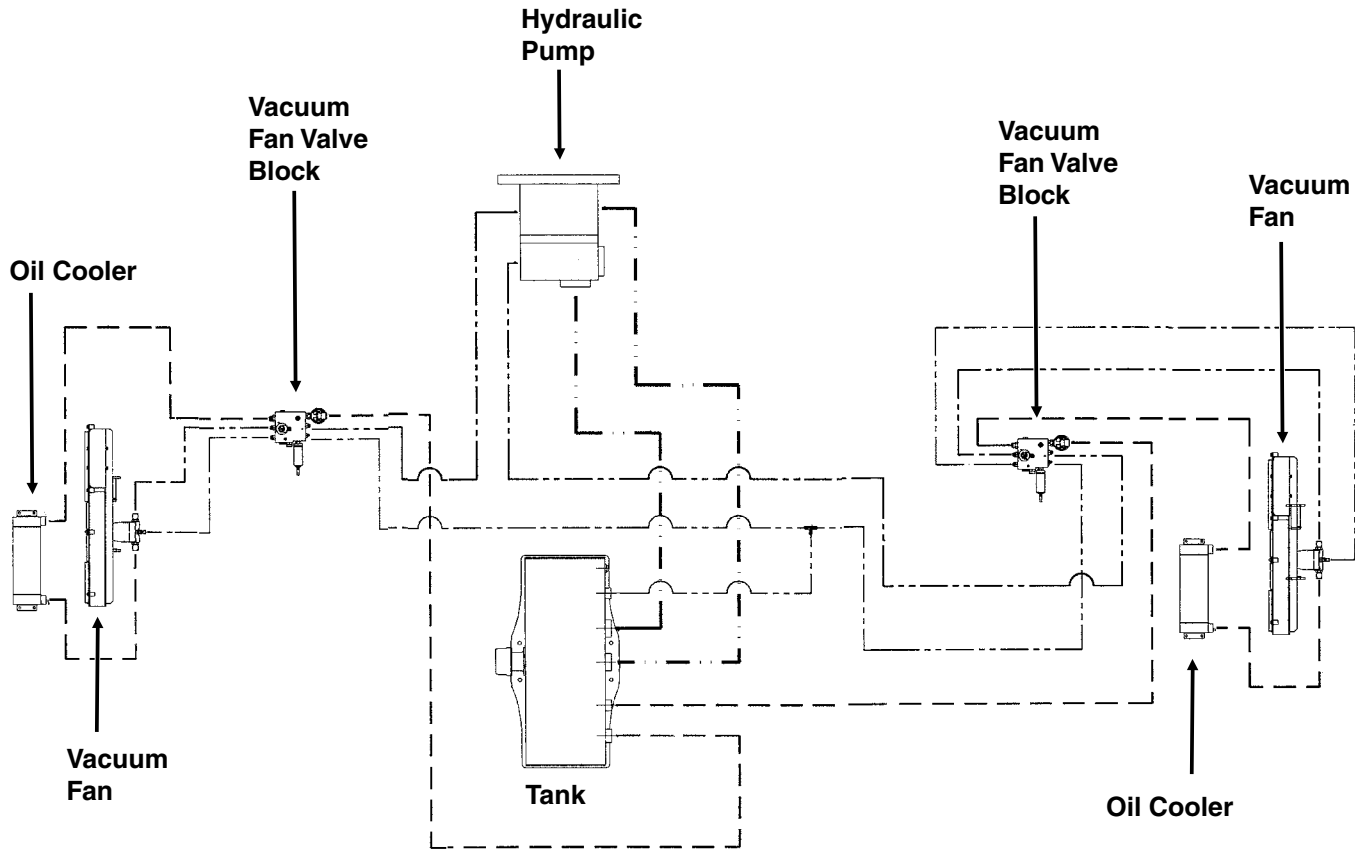 Hydraulic
Pump
Vacuum
Fan Valve
Block
Vacuum
Fan Valve
Block
Vacuum
Fan
Oil Cooler
Vacuum
Fan
Tank
Oil Cooler